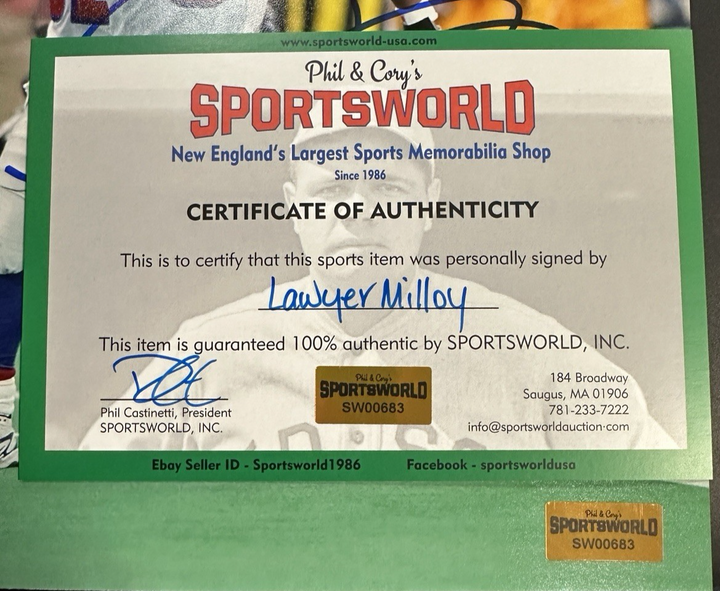 www.sportsworld-usa.com
Phil & Cory's
SPORTSWORLD
New England's Largest Sports Memorabilia Shop
Since 1986
CERTIFICATE OF AUTHENTICITY
This is to certify that this sports item was personally signed by
Lawyer Milloy
This item is guaranteed 100% authentic by SPORTSWORLD, INC.
Phil Castinetti, President
SPORTSWORLD, INC.
Phil & Cory's
SPORTSWORLD
SW00683
184 Broadway
Saugus, MA 01906
781-233-7222
info@sportsworldauction·com
Ebay Seller ID - Sportsworld1986
Facebook - sportsworldusa
Phil & Cory's
SPORTSWORLD
SW00683